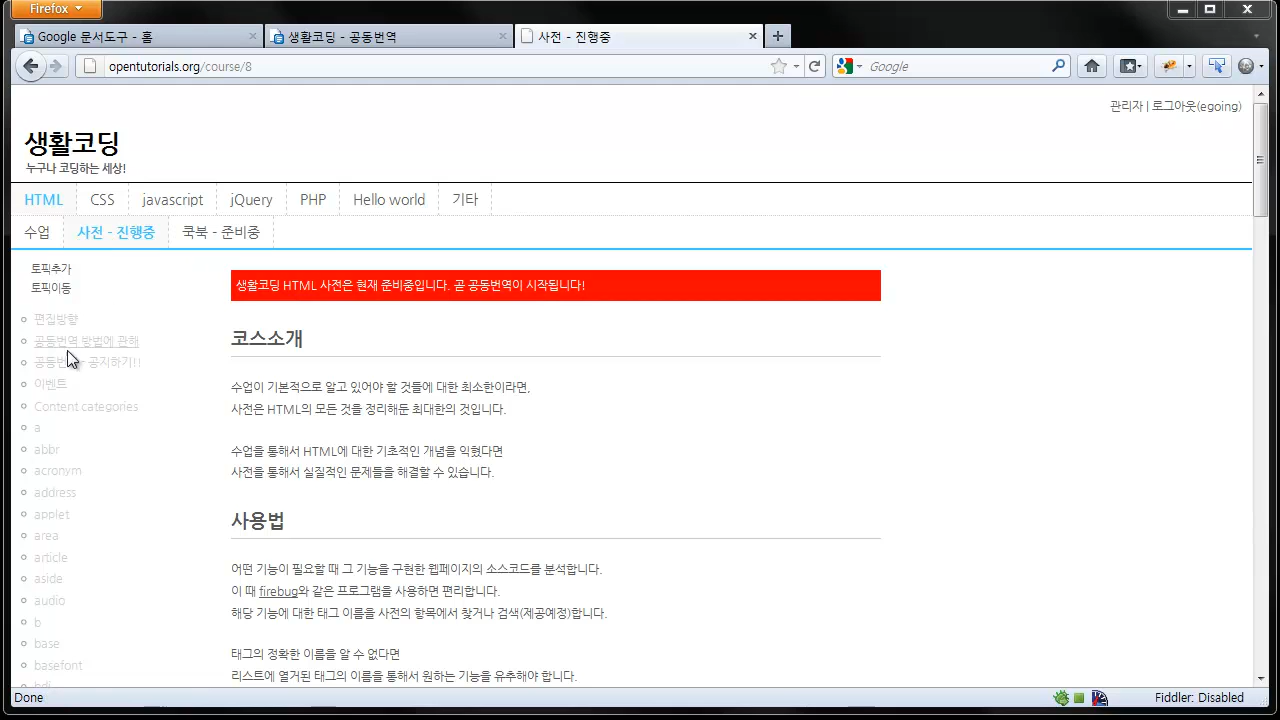 Firefox
Google 문서도구 - 홈
생활코딩 - 공동번역
사전 - 진행중
opentutorials.org/course/8
Google
관리자 | 로그아웃(egoing)
생활코딩
누구나 코딩하는 세상!
HTML CSS javascript jQuery PHP Hello world 기타
수업 사전 - 진행중 쿡북 - 준비중
토픽추가
토픽이동
편집방향
공동번역 방법에 관해
공지하기!!
이벤트
Content categories
a
abbr
acronym
address
applet
area
article
aside
audio
b
base
basefont
생활코딩 HTML 사전은 현재 준비중입니다. 곧 공동번역이 시작됩니다!
코스소개
수업이 기본적으로 알고 있어야 할 것들에 대한 최소한이라면,
사전은 HTML의 모든 것을 정리해둔 최대한의 것입니다.
수업을 통해서 HTML에 대한 기초적인 개념을 익혔다면
사전을 통해서 실질적인 문제들을 해결할 수 있습니다.
사용법
어떤 기능이 필요할 때 그 기능을 구현한 웹페이지의 소스코드를 분석합니다.
이 때 firebug와 같은 프로그램을 사용하면 편리합니다.
해당 기능에 대한 태그 이름을 사전의 항목에서 찾거나 검색(제공예정)합니다.
태그의 정확한 이름을 알 수 없다면
리스트에 열거된 태그의 이름을 통해서 원하는 기능을 유추해야 합니다.
Done
Fiddler: Disabled